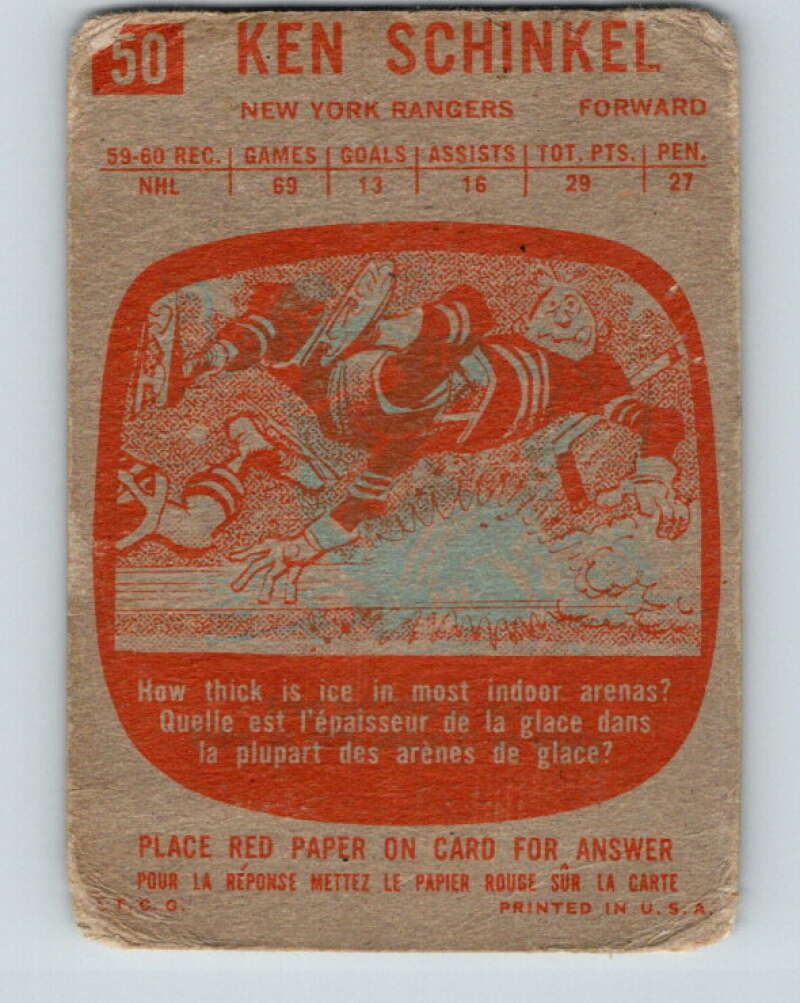 50 KEN SCHINKEL
NEW YORK RANGERS FORWARD
59-60 REC. GAMES GOALS ASSISTS TOT. PTS. PEN.
NHL 69 13 16 29 27
How thick is ice in most indoor arenas?
Quelle est l'épaisseur de la glace dans
la plupart des arènes de glace?
PLACE RED PAPER ON CARD FOR ANSWER
POUR LA RÉPONSE METTEZ LE PAPIER ROUGE SÛR LA CARTE
T. C. G. PRINTED IN U. S. A.